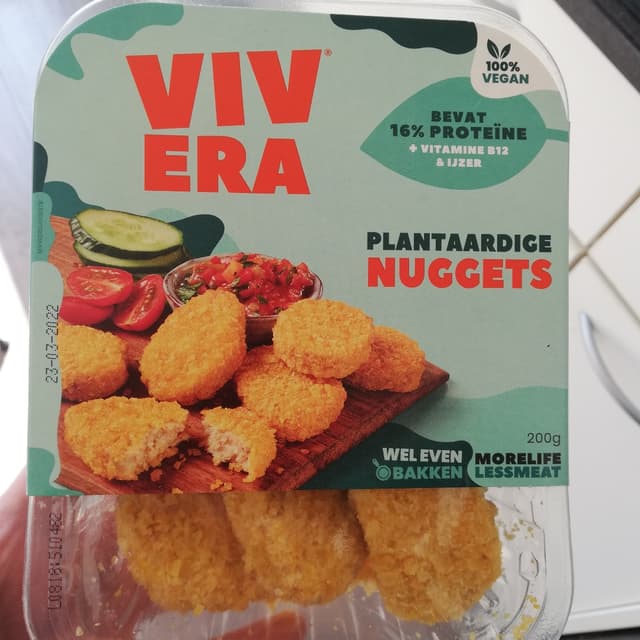 VIV
ERA®
100%
VEGAN
BEVAT
16% PROTEÏNE
+ VITAMINE B12
& IJZER
PLANTAARDIGE
NUGGETS
23-03-2022
200g
WEL EVEN
BAKKEN
MORELIFE
LESSMEAT